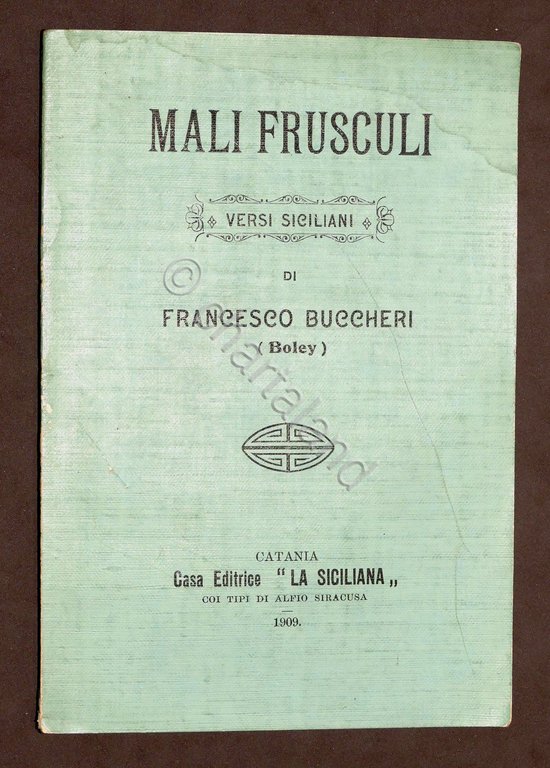 MALI FRUSCULI
VERSI SICILIANI
DI
FRANCESCO BUCCHERI
(Boley)
© chartaland
CATANIA
Casa Editrice "LA SICILIANA„
COI TIPI DI ALFIO SIRACUSA
1909.